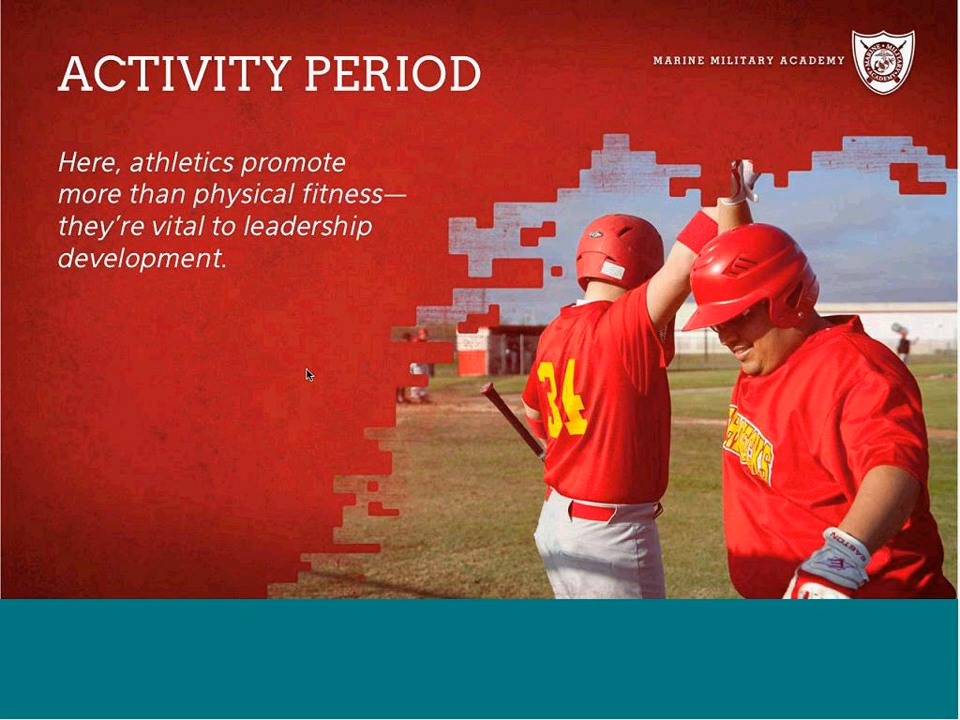 ACTIVITY PERIOD
MARINE MILITARY ACADEMY
Here, athletics promote
more than physical fitness—
they're vital to leadership
development.
34
EASTON